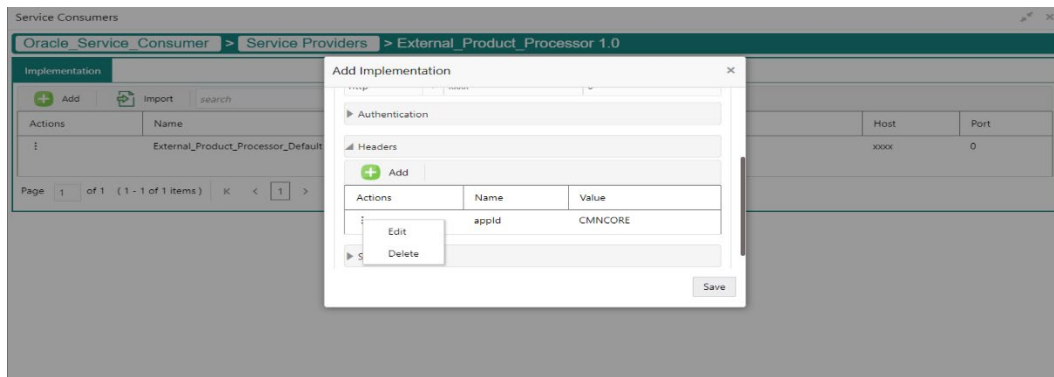 Service Consumers
Oracle_Service_Consumer > Service Providers > External_Product_Processor 1.0
Implementation
Add Import search
Actions Name Host Port
External_Product_Processor_Default xxxx 0
Page 1 of 1 (1 - 1 of 1 items) K < 1 >
Add Implementation ×
Authentication
Headers
Add
Actions Name Value
appId CMNCORE
Edit
Delete
S
Save